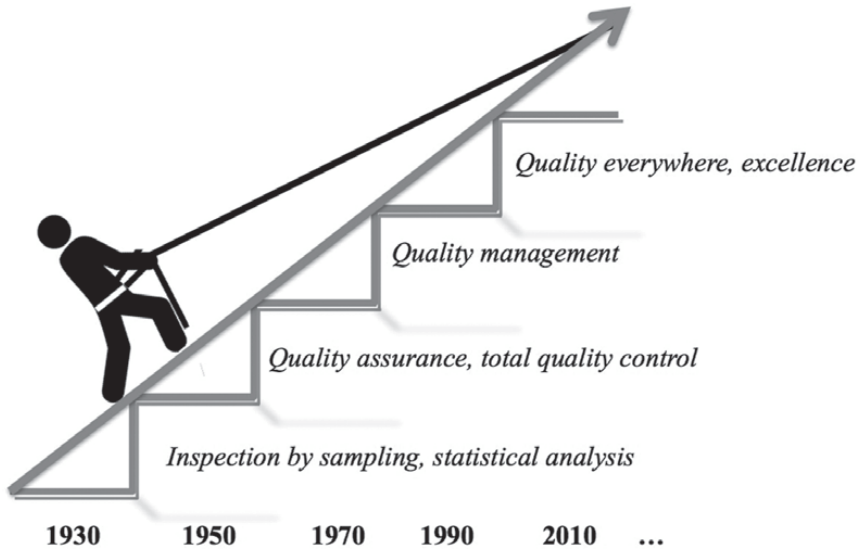 Quality everywhere, excellence
Quality management
Quality assurance, total quality control
Inspection by sampling, statistical analysis
1930 1950 1970 1990 2010 ...